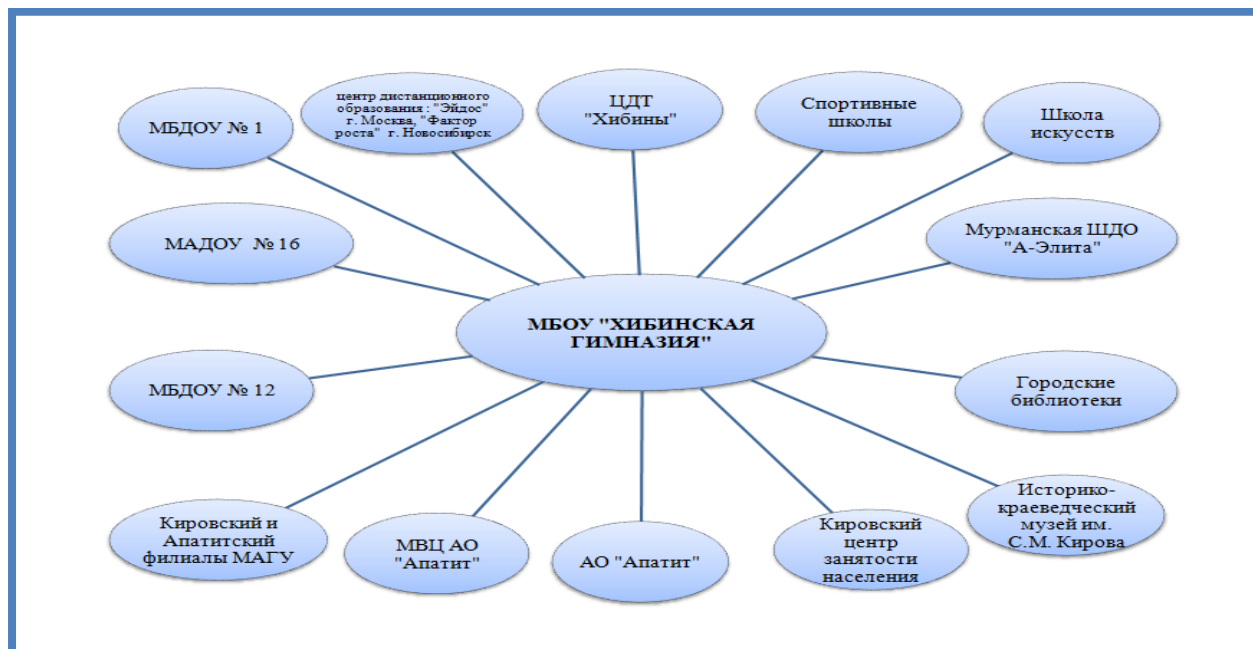 МБДОУ № 1
центр дистанционного
образования : "Эйдос"
г. Москва, "Фактор
роста" г. Новосибирск
ЦДТ
"Хибины"
Спортивные
школы
Школа
искусств
МАДОУ № 16
Мурманская ШДО
"А-Элита"
МБОУ "ХИБИНСКАЯ
ГИМНАЗИЯ"
МБДОУ № 12
Городские
библиотеки
Кировский и
Апатитский
филиалы МАГУ
МВЦ АО
"Апатит"
АО "Апатит"
Кировский
центр
занятости
населения
Историко-
краеведческий
музей им.
С.М. Кирова